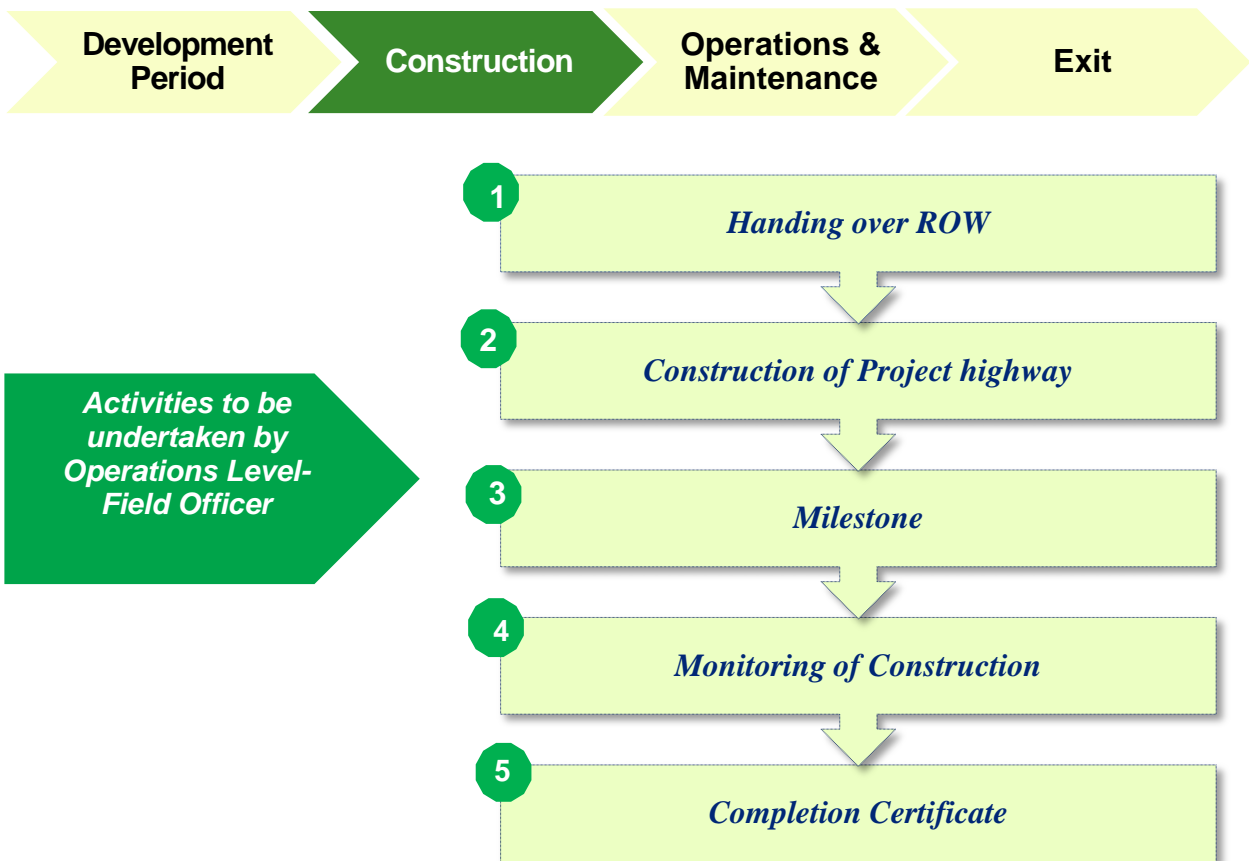 Development
Period
Construction
Operations &
Maintenance
Exit
1
Handing over ROW
2
Construction of Project highway
Activities to be
undertaken by
Operations Level-
Field Officer
3
Milestone
4
Monitoring of Construction
5
Completion Certificate